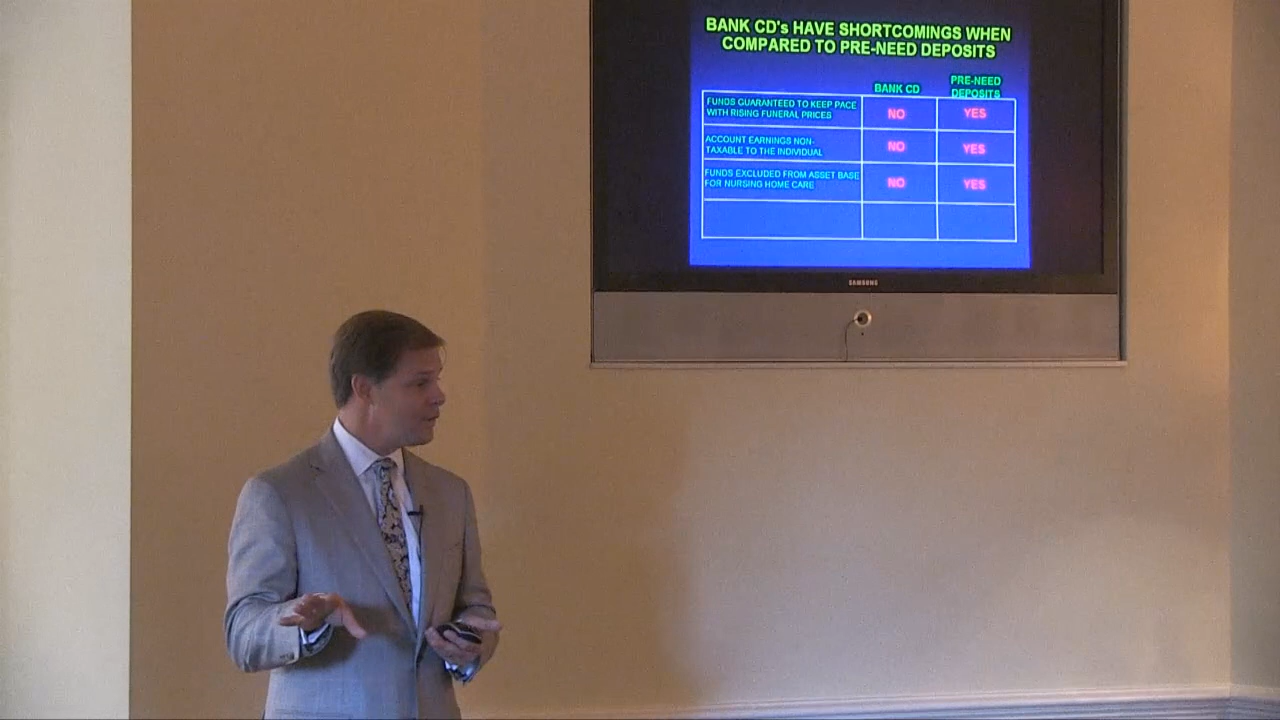 BANK CD's HAVE SHORTCOMINGS WHEN
COMPARED TO PRE-NEED DEPOSITS
BANK CD
PRE-NEED
DEPOSITS
FUNDS GUARANTEED TO KEEP PACE
WITH RISING FUNERAL PRICES
NO
YES
ACCOUNT EARNINGS NON-
TAXABLE TO THE INDIVIDUAL
NO
YES
FUNDS EXCLUDED FROM ASSET BASE
FOR NURSING HOME CARE
NO
YES
SAMSUNG